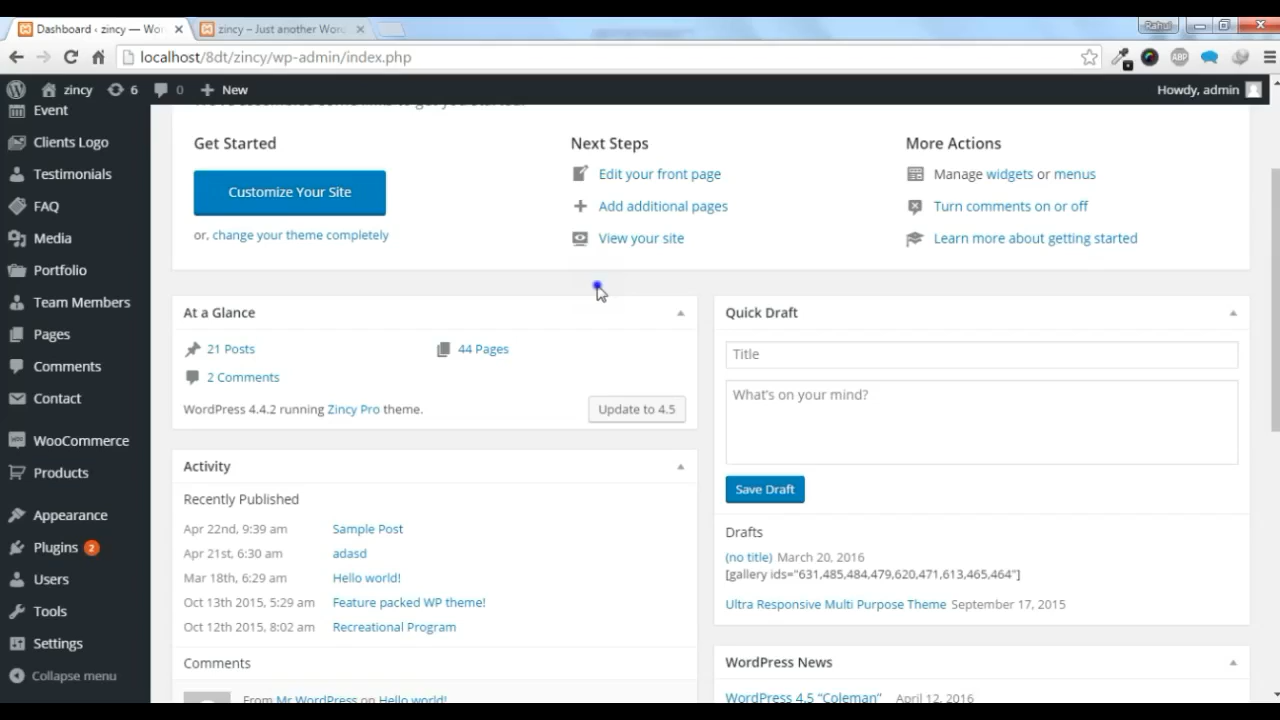 Dashboard ‹ zincy — Wor
zincy – Just another Wor
Rahul
localhost/8dt/zincy/wp-admin/index.php
ABP
zincy 6 0 New
Howdy, admin
Event
Clients Logo
Testimonials
FAQ
Media
Portfolio
Team Members
Pages
Comments
Contact
WooCommerce
Products
Appearance
Plugins 2
Users
Tools
Settings
Collapse menu
Get Started
Customize Your Site
or, change your theme completely
Next Steps
Edit your front page
Add additional pages
View your site
More Actions
Manage widgets or menus
Turn comments on or off
Learn more about getting started
At a Glance
21 Posts
44 Pages
2 Comments
WordPress 4.4.2 running Zincy Pro theme.
Update to 4.5
Activity
Recently Published
Apr 22nd, 9:39 am Sample Post
Apr 21st, 6:30 am adasd
Mar 18th, 6:29 am Hello world!
Oct 13th 2015, 5:29 am Feature packed WP theme!
Oct 12th 2015, 8:02 am Recreational Program
Comments
From Mr WordPress on Hello world!
Quick Draft
Title
What's on your mind?
Save Draft
Drafts
(no title) March 20, 2016
[gallery ids="631,485,484,479,620,471,613,465,464"]
Ultra Responsive Multi Purpose Theme September 17, 2015
WordPress News
WordPress 4.5 “Coleman” April 12, 2016